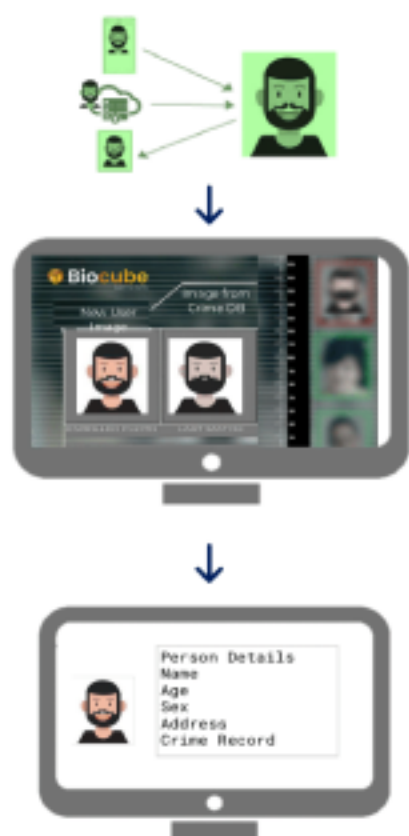 Biocube
Image from
Crime DB
New User
Image
Person Details
Name
Age
Sex
Address
Crime Record